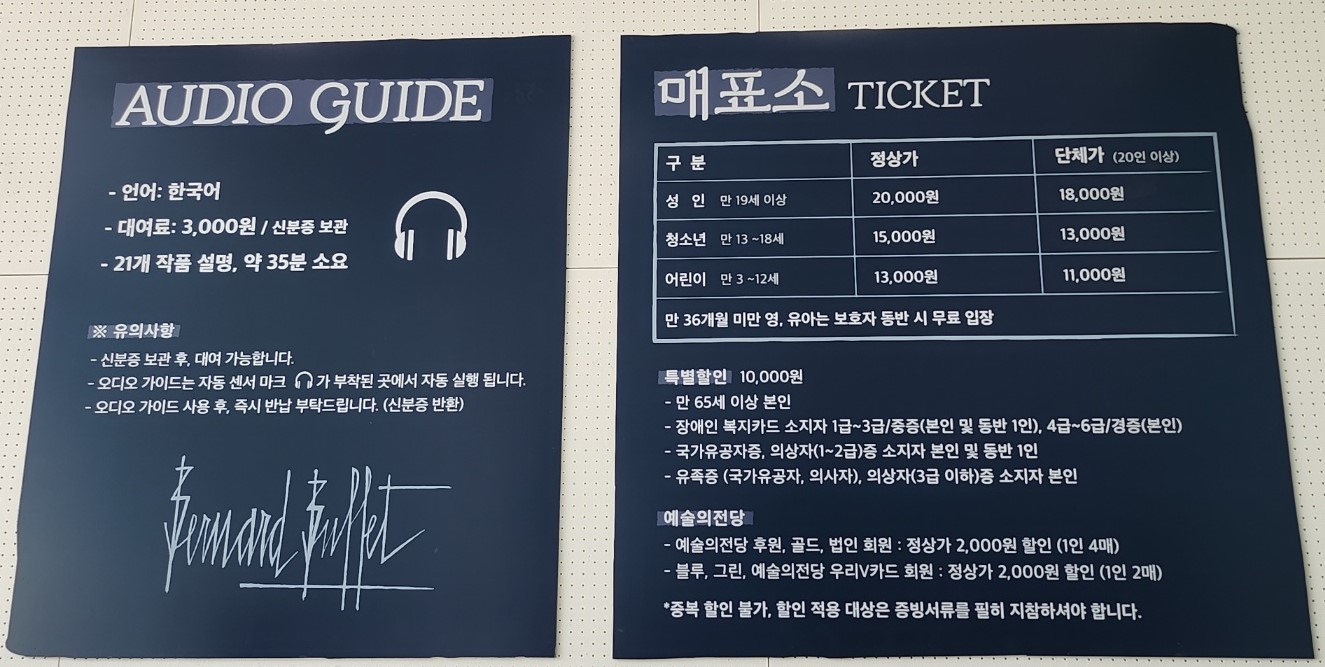 AUDIO GUIDE
- 언어: 한국어
- 대여료: 3,000원 / 신분증 보관
- 21개 작품 설명, 약 35분 소요
※ 유의사항
- 신분증 보관 후, 대여 가능합니다.
- 오디오 가이드는 자동 센서 마크 가 부착된 곳에서 자동 실행 됩니다.
- 오디오 가이드 사용 후, 즉시 반납 부탁드립니다. (신분증 반환)
Bernard Buffet
매표소 TICKET
구 분 정상가 단체가 (20인 이상)
성 인 만 19세 이상 20,000원 18,000원
청소년 만 13 ~18세 15,000원 13,000원
어린이 만 3 ~12세 13,000원 11,000원
만 36개월 미만 영, 유아는 보호자 동반 시 무료 입장
특별할인 10,000원
- 만 65세 이상 본인
- 장애인 복지카드 소지자 1급~3급/중증(본인 및 동반 1인), 4급~6급/경증(본인)
- 국가유공자증, 의상자(1~2급)증 소지자 본인 및 동반 1인
- 유족증 (국가유공자, 의사자), 의상자(3급 이하)증 소지자 본인
예술의전당
- 예술의전당 후원, 골드, 법인 회원 : 정상가 2,000원 할인 (1인 4매)
- 블루, 그린, 예술의전당 우리V카드 회원 : 정상가 2,000원 할인 (1인 2매)
*중복 할인 불가, 할인 적용 대상은 증빙서류를 필히 지참하셔야 합니다.